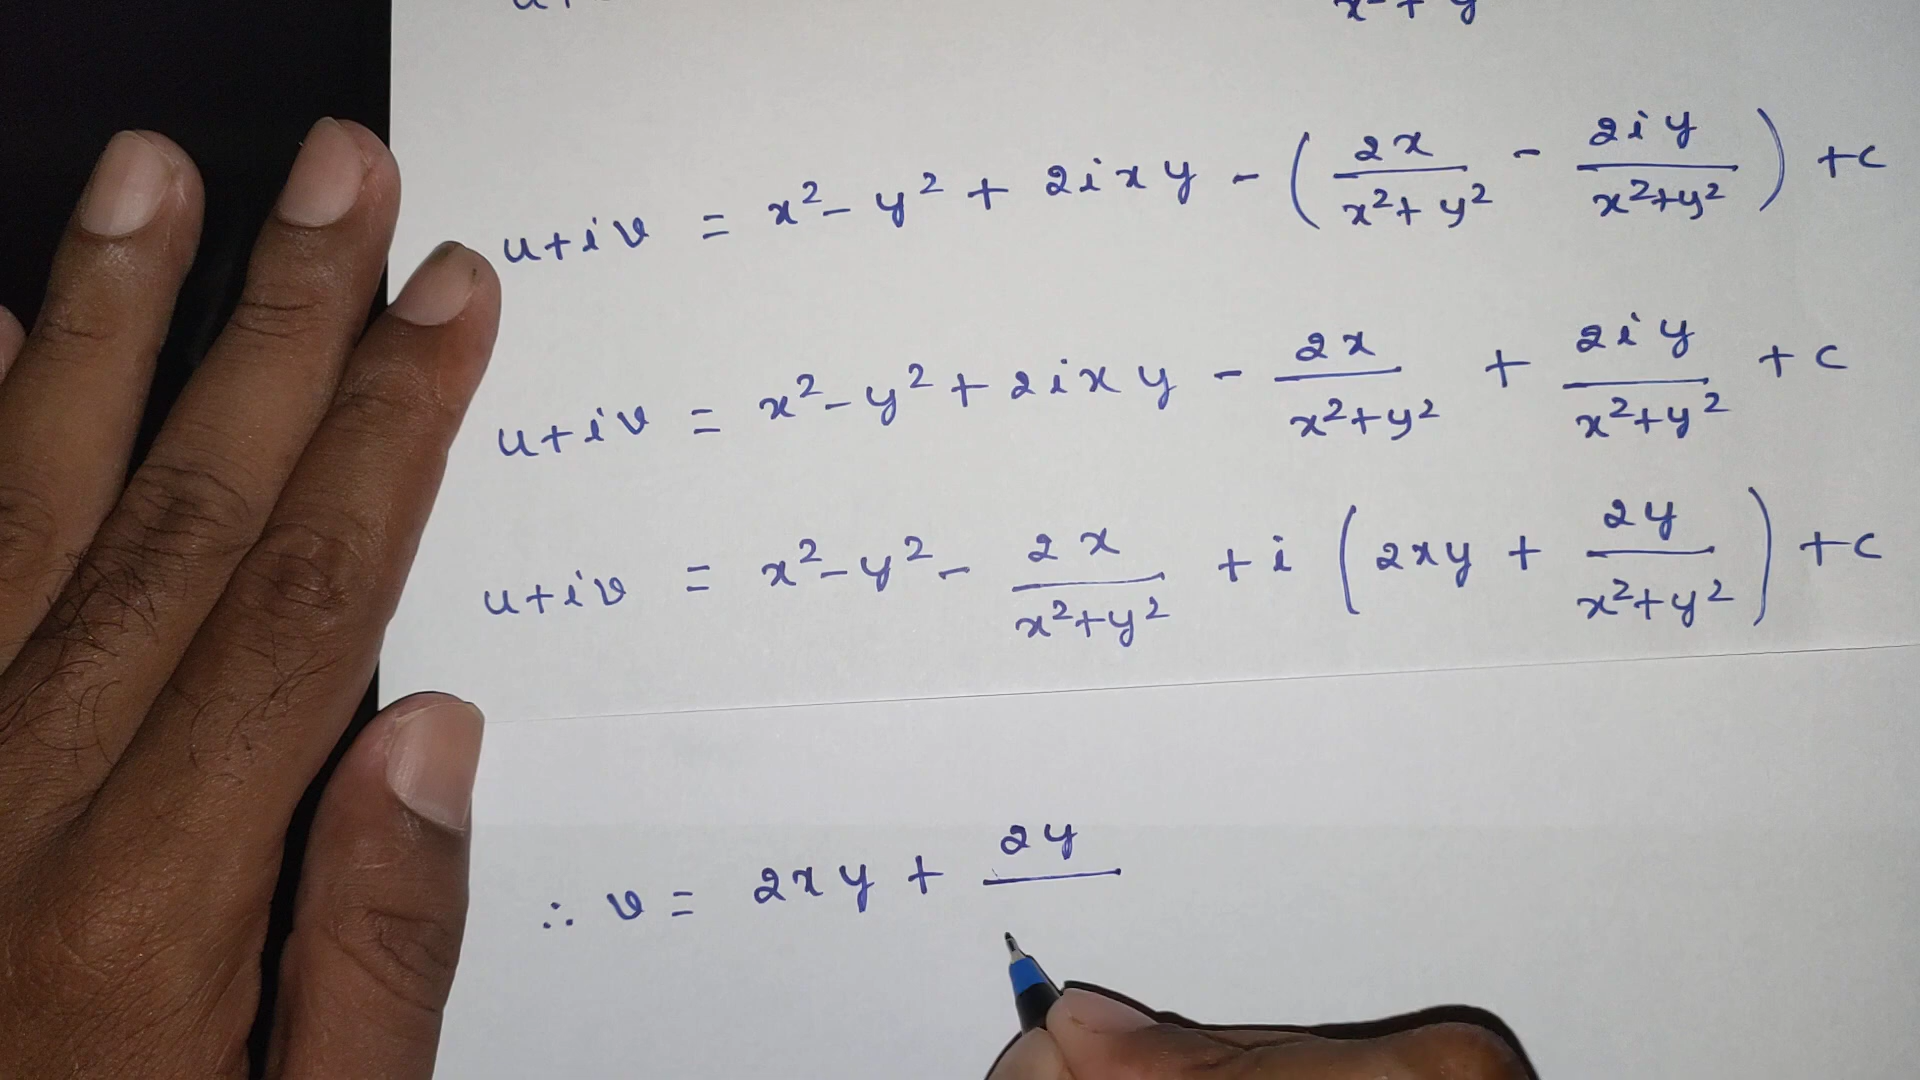 x² + y
u+iv = x² - y² + 2ixy - (2x/x²+y² - 2iy/x²+y²) + c
u+iv = x² - y² + 2ixy - 2x/x²+y² + 2iy/x²+y² + c
u+iv = x² - y² - 2x/x²+y² + i (2xy + 2y/x²+y²) + c
∴ v = 2xy + 2y/